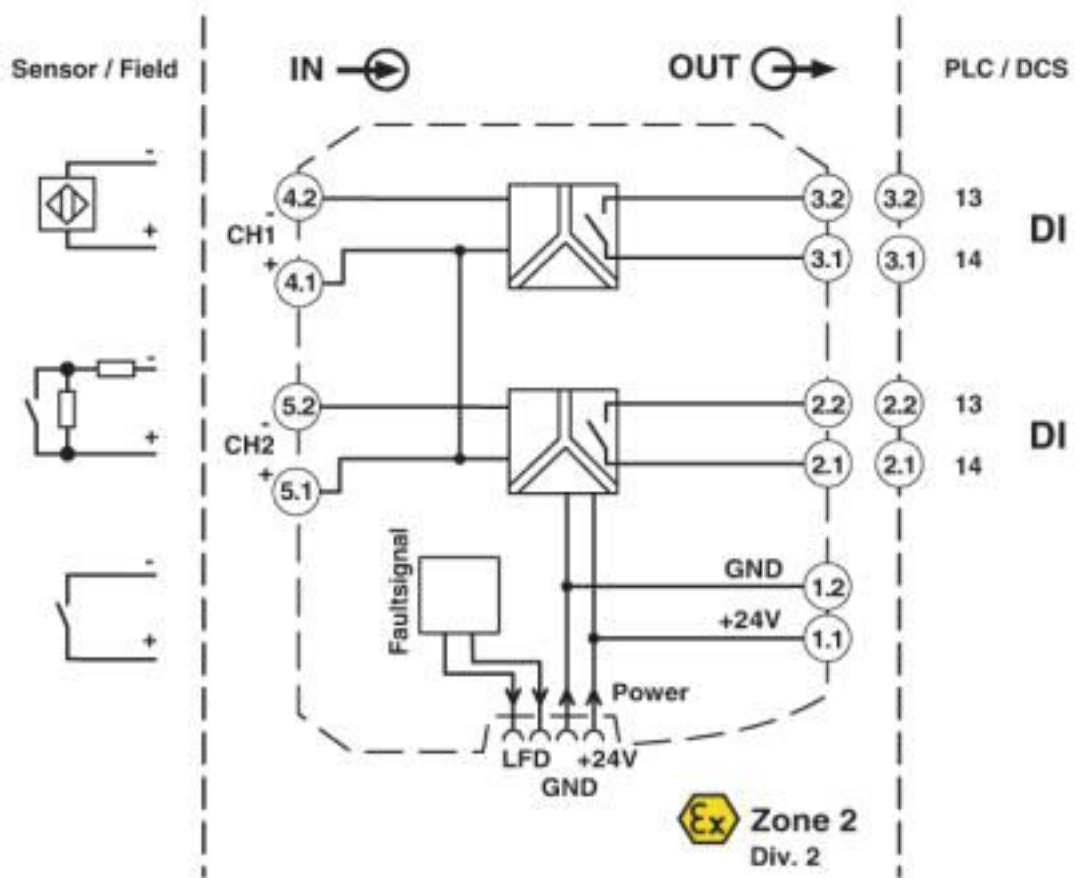 Sensor / Field
IN
OUT
PLC / DCS
-
+
4.2
-
CH1
+
4.1
3.2
3.2
13
3.1
3.1
14
DI
-
+
5.2
-
CH2
+
5.1
2.2
2.2
13
2.1
2.1
14
DI
-
+
Faultsignal
GND
1.2
+24V
1.1
Power
LFD
+24V
GND
Ex
Zone 2
Div. 2